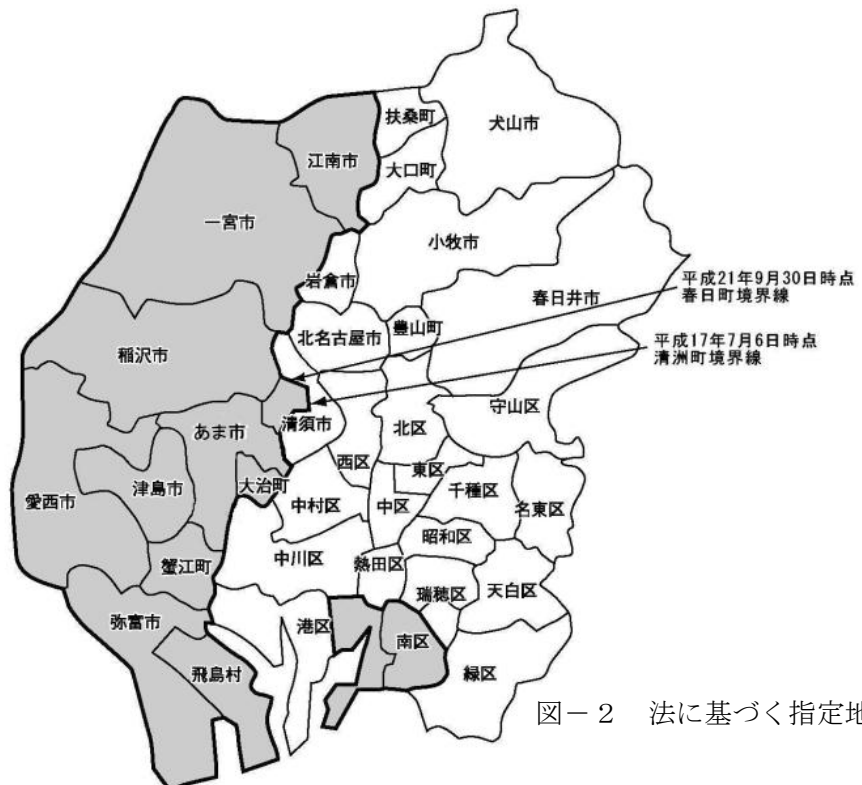 扶桑町
犬山市
江南市
大口町
一宮市
小牧市
岩倉市
平成21年9月30日時点
春日町境界線
春日井市
北名古屋市
豊山町
稲沢市
平成17年7月6日時点
清洲町境界線
守山区
清須市
あま市
北区
西区
東区
津島市
大治町
千種区
愛西市
中村区
中区
名東区
昭和区
蟹江町
中川区
熱田区
瑞穂区
天白区
弥富市
港区
南区
飛島村
緑区
図-2 法に基づく指定地